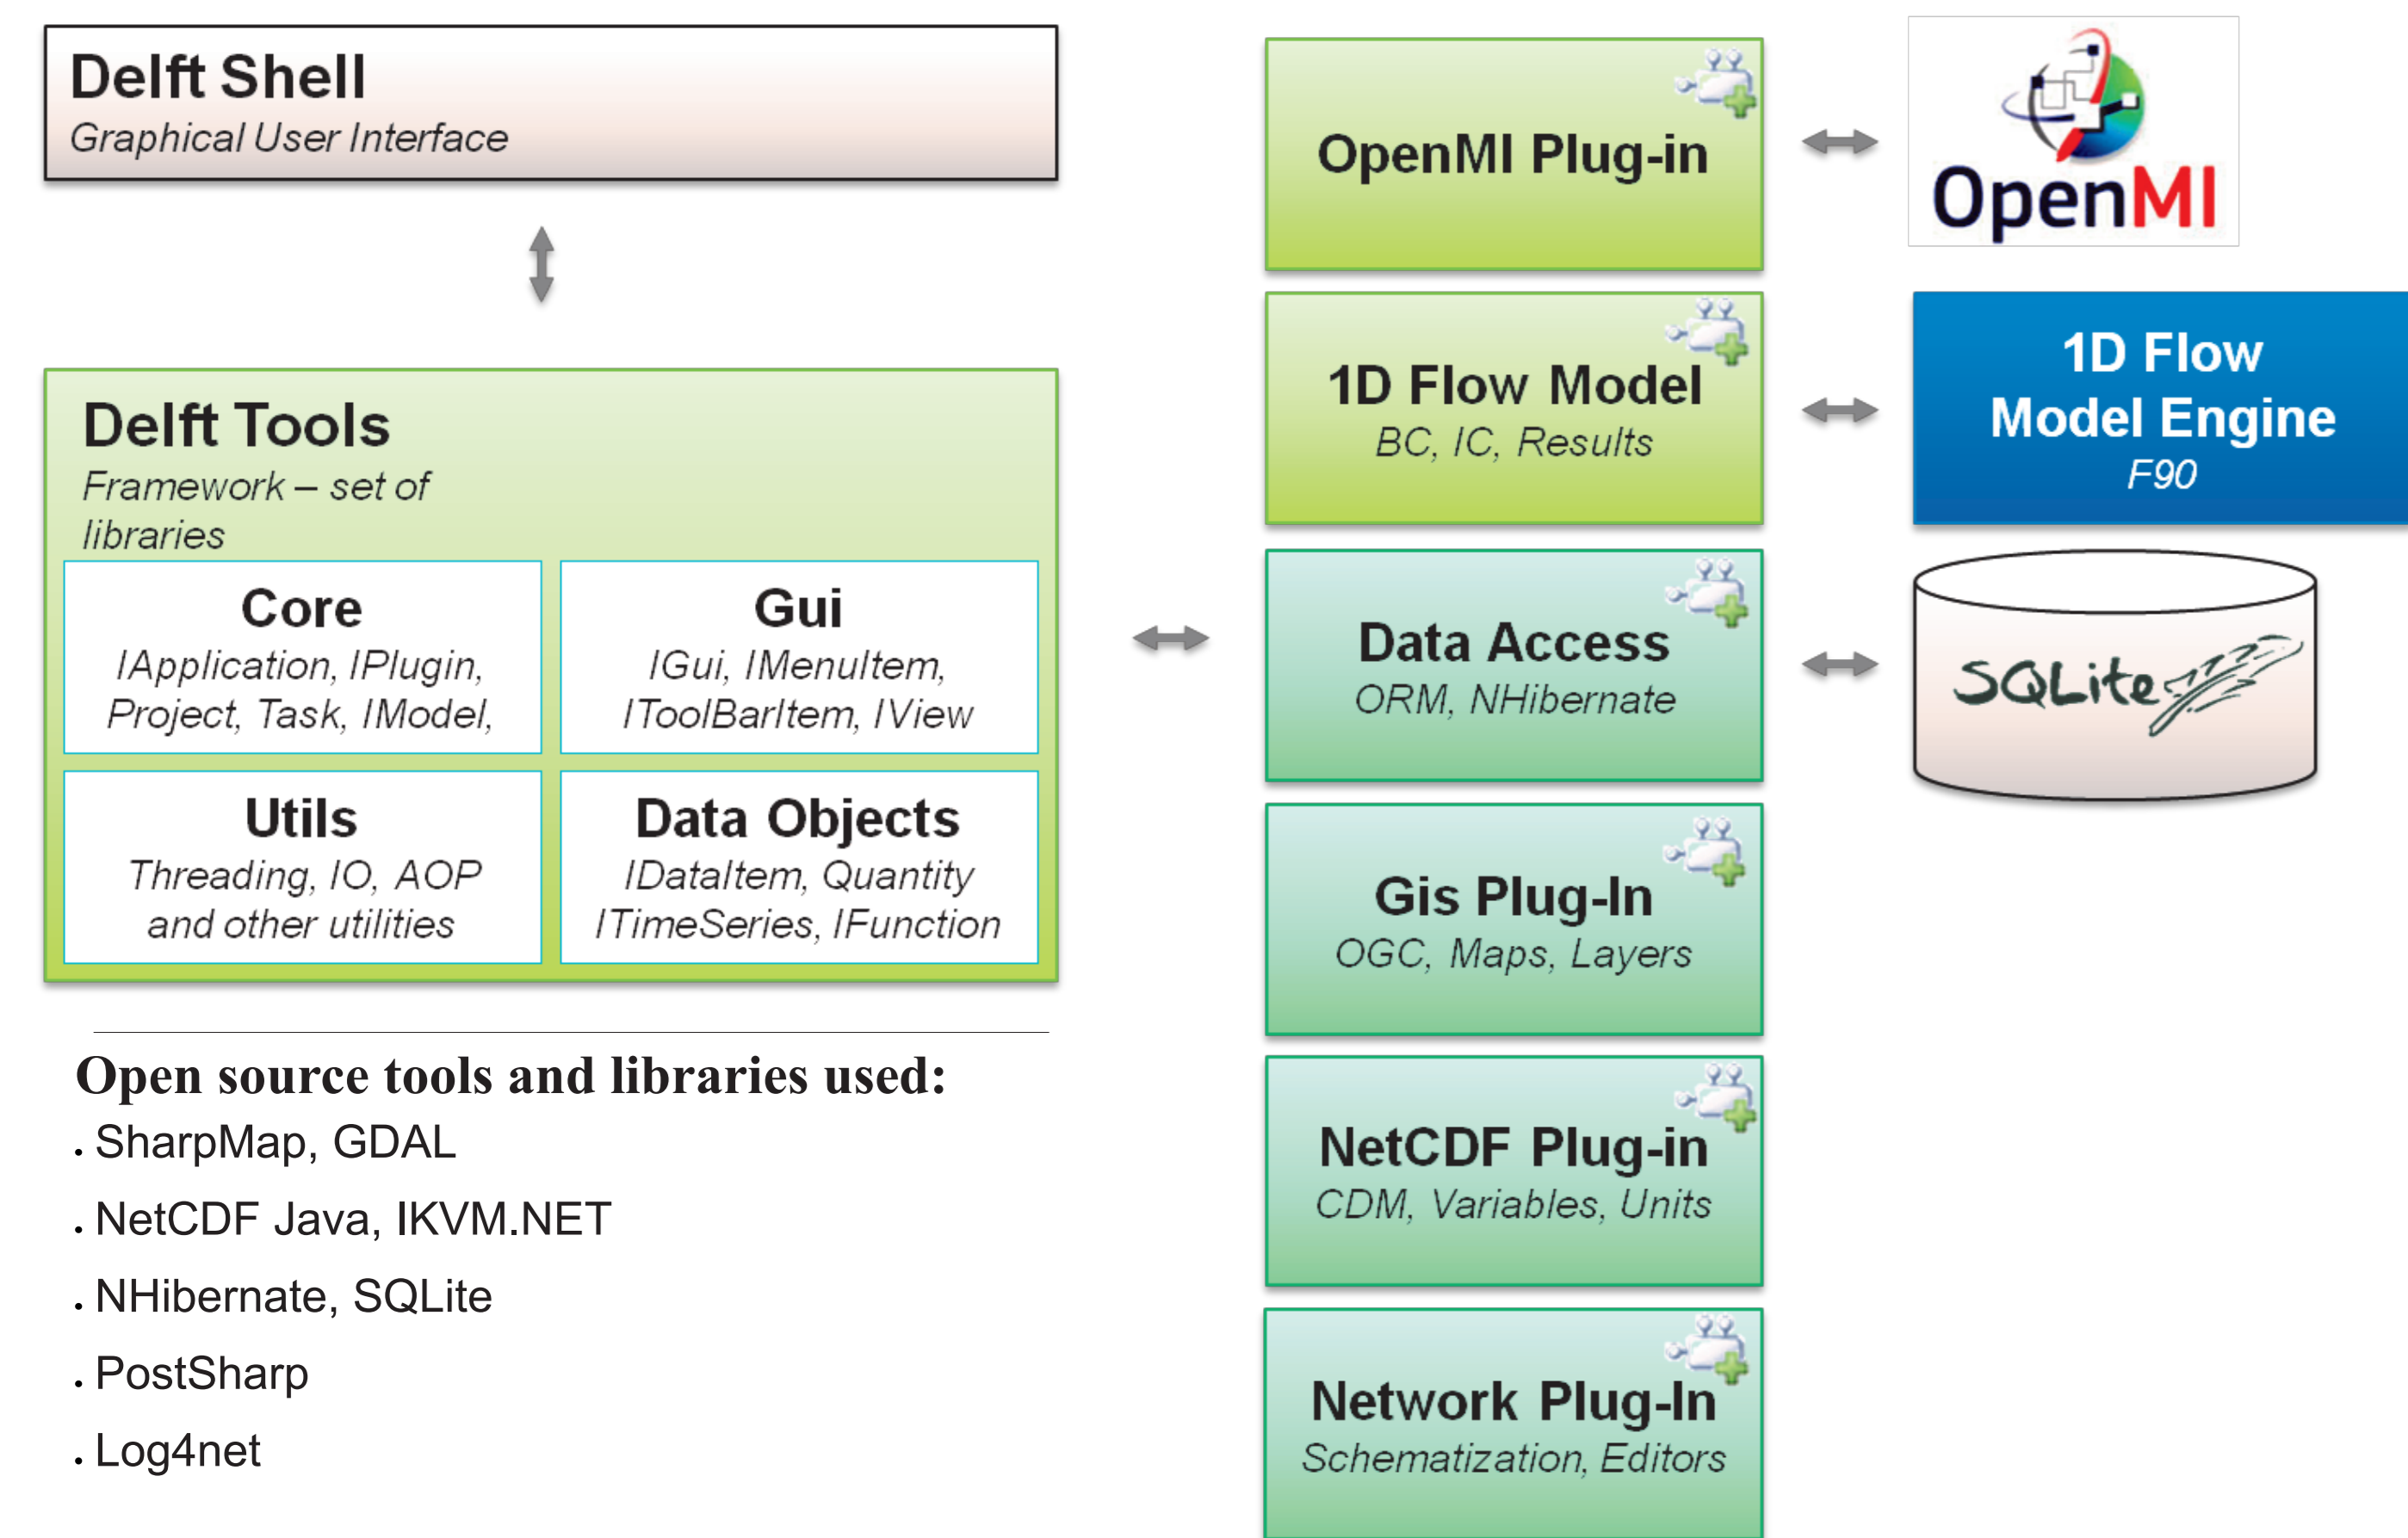 Delft Shell
Graphical User Interface
Delft Tools
Framework – set of
libraries
Core
IApplication, IPlugin,
Project, Task, IModel,
Gui
IGui, IMenuItem,
IToolBarItem, IView
Utils
Threading, IO, AOP
and other utilities
Data Objects
IDataItem, Quantity
ITimeSeries, IFunction
Open source tools and libraries used:
• SharpMap, GDAL
• NetCDF Java, IKVM.NET
• NHibernate, SQLite
• PostSharp
• Log4net
OpenMI Plug-in
OpenMI
1D Flow Model
BC, IC, Results
1D Flow
Model Engine
F90
Data Access
ORM, NHibernate
SQLite
Gis Plug-In
OGC, Maps, Layers
NetCDF Plug-in
CDM, Variables, Units
Network Plug-In
Schematization, Editors